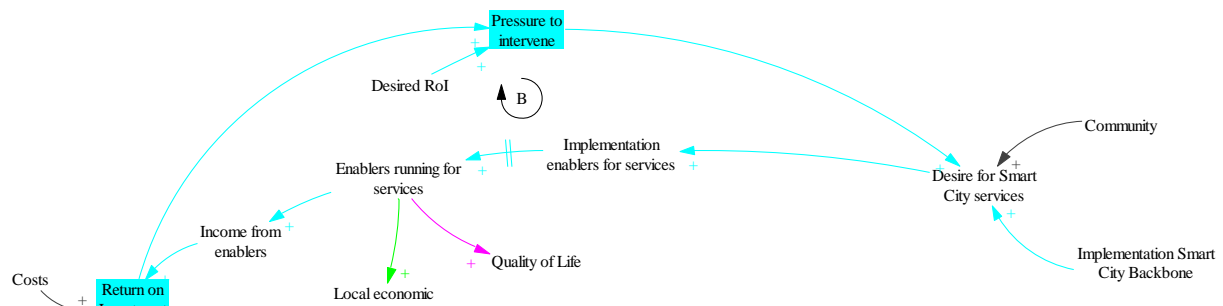 Pressure to
intervene
+
+
Desired RoI
B
Community
+
Implementation
enablers for services
+
+
Enablers running for
services
+
Desire for Smart
City services
+
+
Income from
enablers
+
Quality of Life
+
Implementation Smart
City Backbone
Costs
+
Return on
+
Local economic